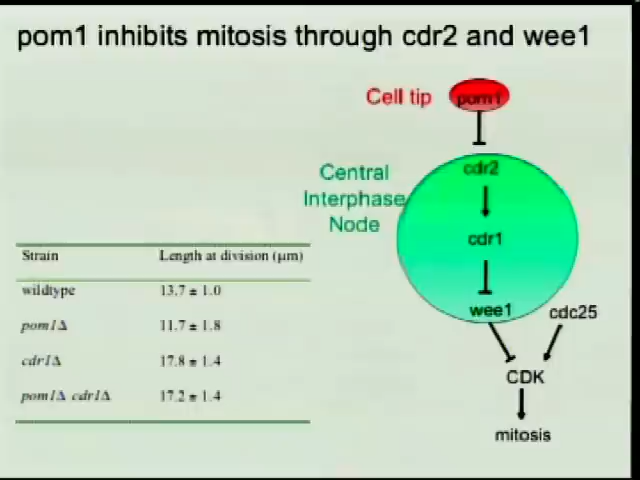 pom1 inhibits mitosis through cdr2 and wee1
Cell tip
pom1
Central
Interphase
Node
cdr2
cdr1
wee1
cdc25
CDK
mitosis
Strain Length at division (μm)
wildtype 13.7 ± 1.0
pom1Δ 11.7 ± 1.8
cdr1Δ 17.8 ± 1.4
pom1Δ cdr1Δ 17.2 ± 1.4